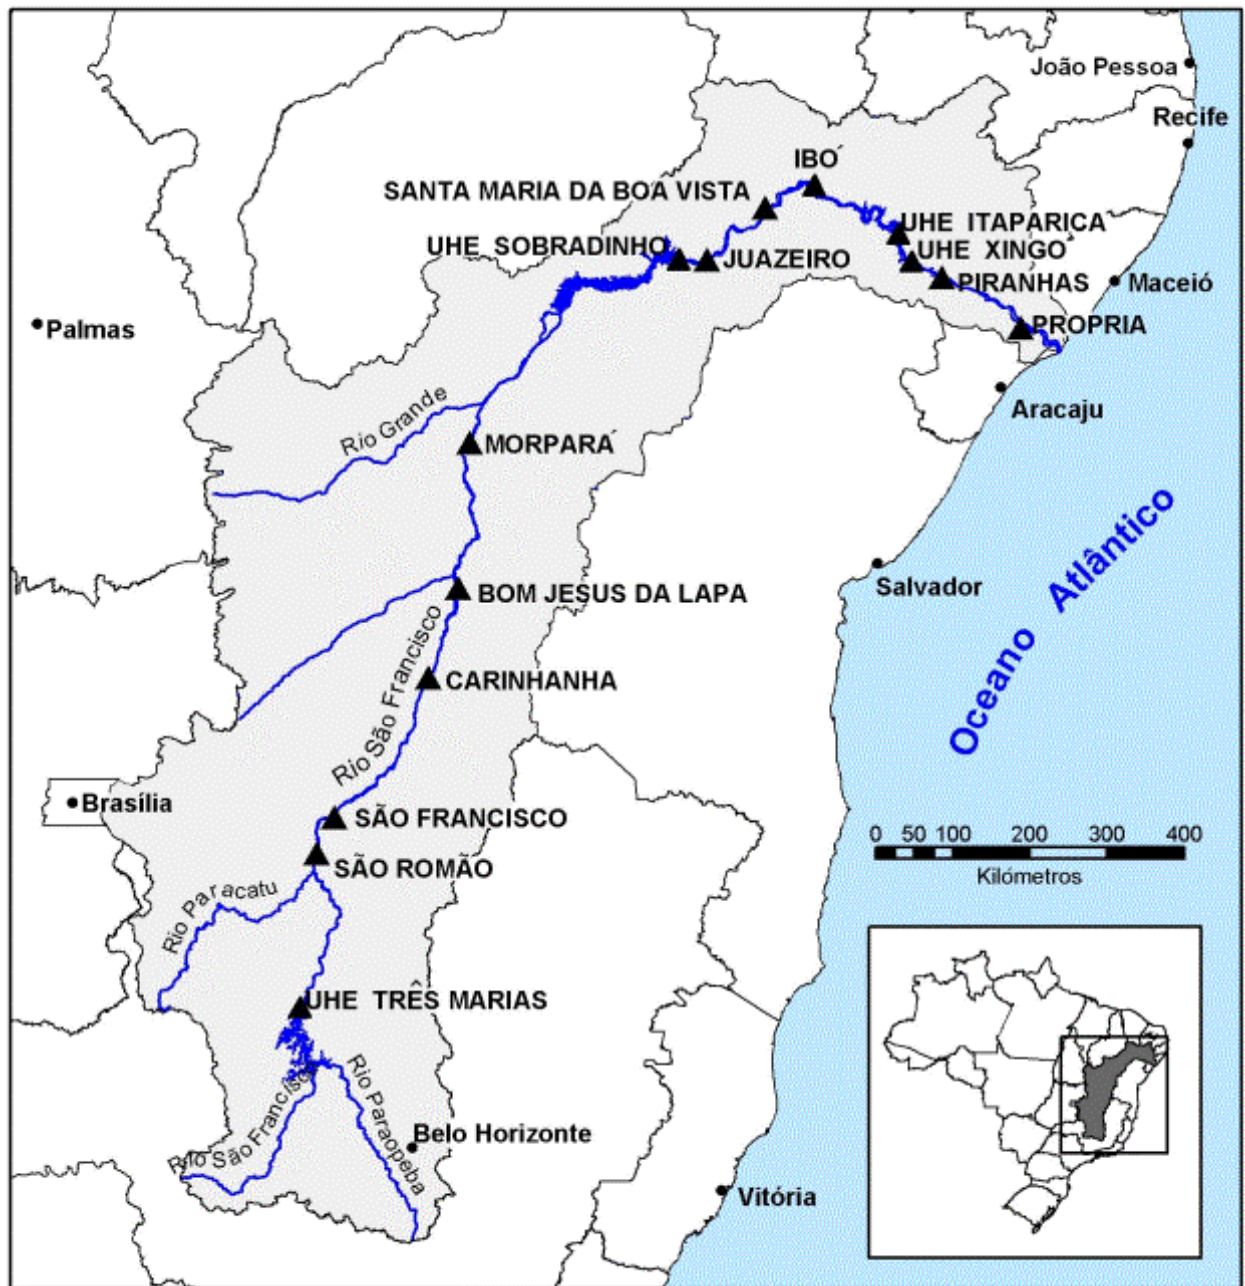 João Pessoa
Recife
IBÓ
SANTA MARIA DA BOA VISTA
UHE ITAPARICA
UHE SOBRADINHO
JUAZEIRO
UHE XINGÓ
PIRANHAS
Maceió
Palmas
PROPRIA
Aracaju
Rio Grande
MORPARÁ
Salvador
BOM JESUS DA LAPA
Oceano Atlântico
Rio São Francisco
CARINHANHA
Brasília
SÃO FRANCISCO
SÃO ROMÃO
0 50 100 200 300 400
Kilómetros
Rio Paracatu
UHE TRÊS MARIAS
Rio São Francisco
Rio Paraopeba
Belo Horizonte
Vitória